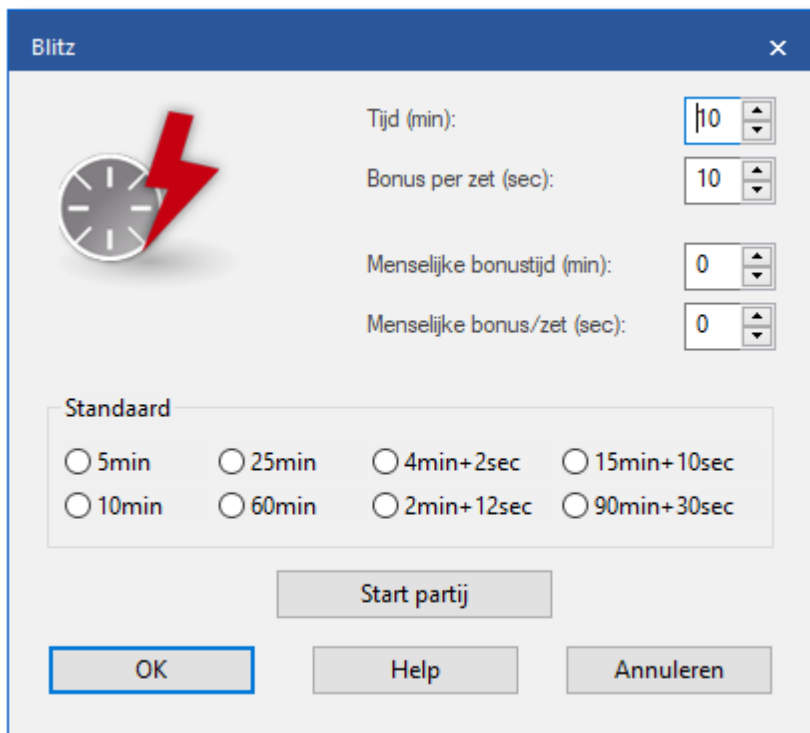 Blitz
Tijd (min): 10
Bonus per zet (sec): 10
Menselijke bonustijd (min): 0
Menselijke bonus/zet (sec): 0
Standaard
5min 25min 4min+2sec 15min+10sec
10min 60min 2min+12sec 90min+30sec
Start partij
OK Help Annuleren